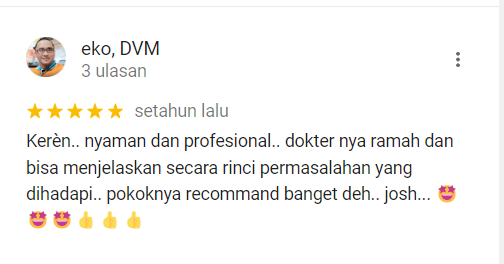 eko, DVM
3 ulasan
setahun lalu
Kerèn.. nyaman dan profesional.. dokter nya ramah dan
bisa menjelaskan secara rinci permasalahan yang
dihadapi.. pokoknya recommand banget deh.. josh... 🤩
🤩🤩👍👍👍